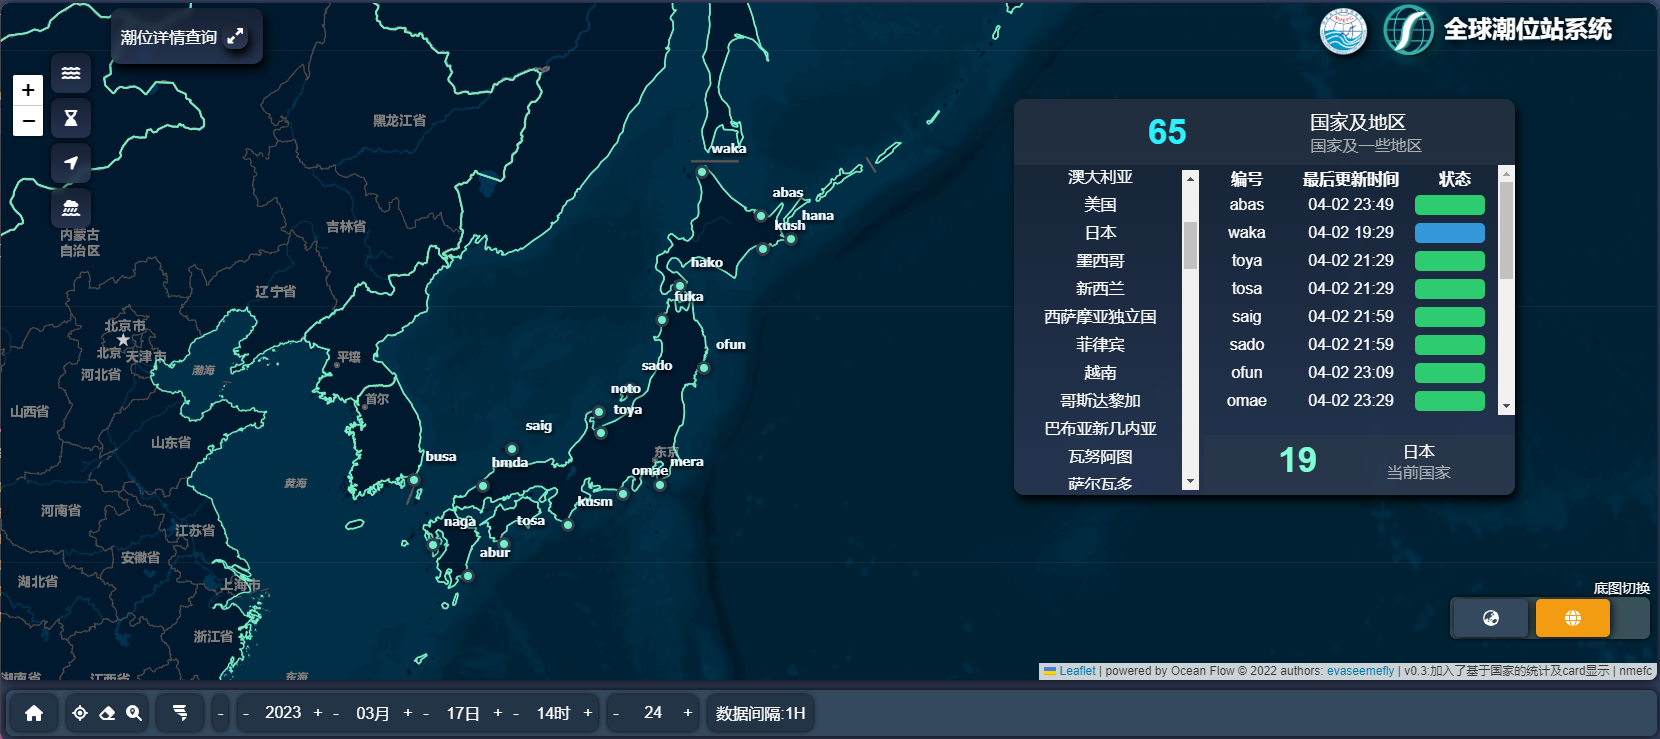 潮位详情查询
全球潮位站系统
+
−
65
国家及地区
国家及一些地区
澳大利亚
美国
日本
墨西哥
新西兰
西萨摩亚独立国
菲律宾
越南
哥斯达黎加
巴布亚新几内亚
瓦努阿图
萨尔瓦多
编号 最后更新时间 状态
abas 04-02 23:49
waka 04-02 19:29
toya 04-02 21:29
tosa 04-02 21:29
saig 04-02 21:59
sado 04-02 21:59
ofun 04-02 23:09
omae 04-02 23:29
19
日本
当前国家
黑龙江省
吉林省
内蒙古
自治区
辽宁省
北京市
北京
天津市
河北省
渤海
平壤
首尔
山西省
山东省
黄海
河南省
江苏省
安徽省
湖北省
上海市
浙江省
湖南省
江西省
东海
东京
waka
abas
hana
kush
hako
fuka
ofun
sado
noto
toya
saig
hmda
busa
mera
omae
kusm
naga
tosa
abur
底图切换
Leaflet | powered by Ocean Flow © 2022 authors: evaseemefly | v0.3:加入了基于国家的统计及card显示 | nmefc
- - 2023 + - 03月 + - 17日 + - 14时 + - 24 + 数据间隔:1H